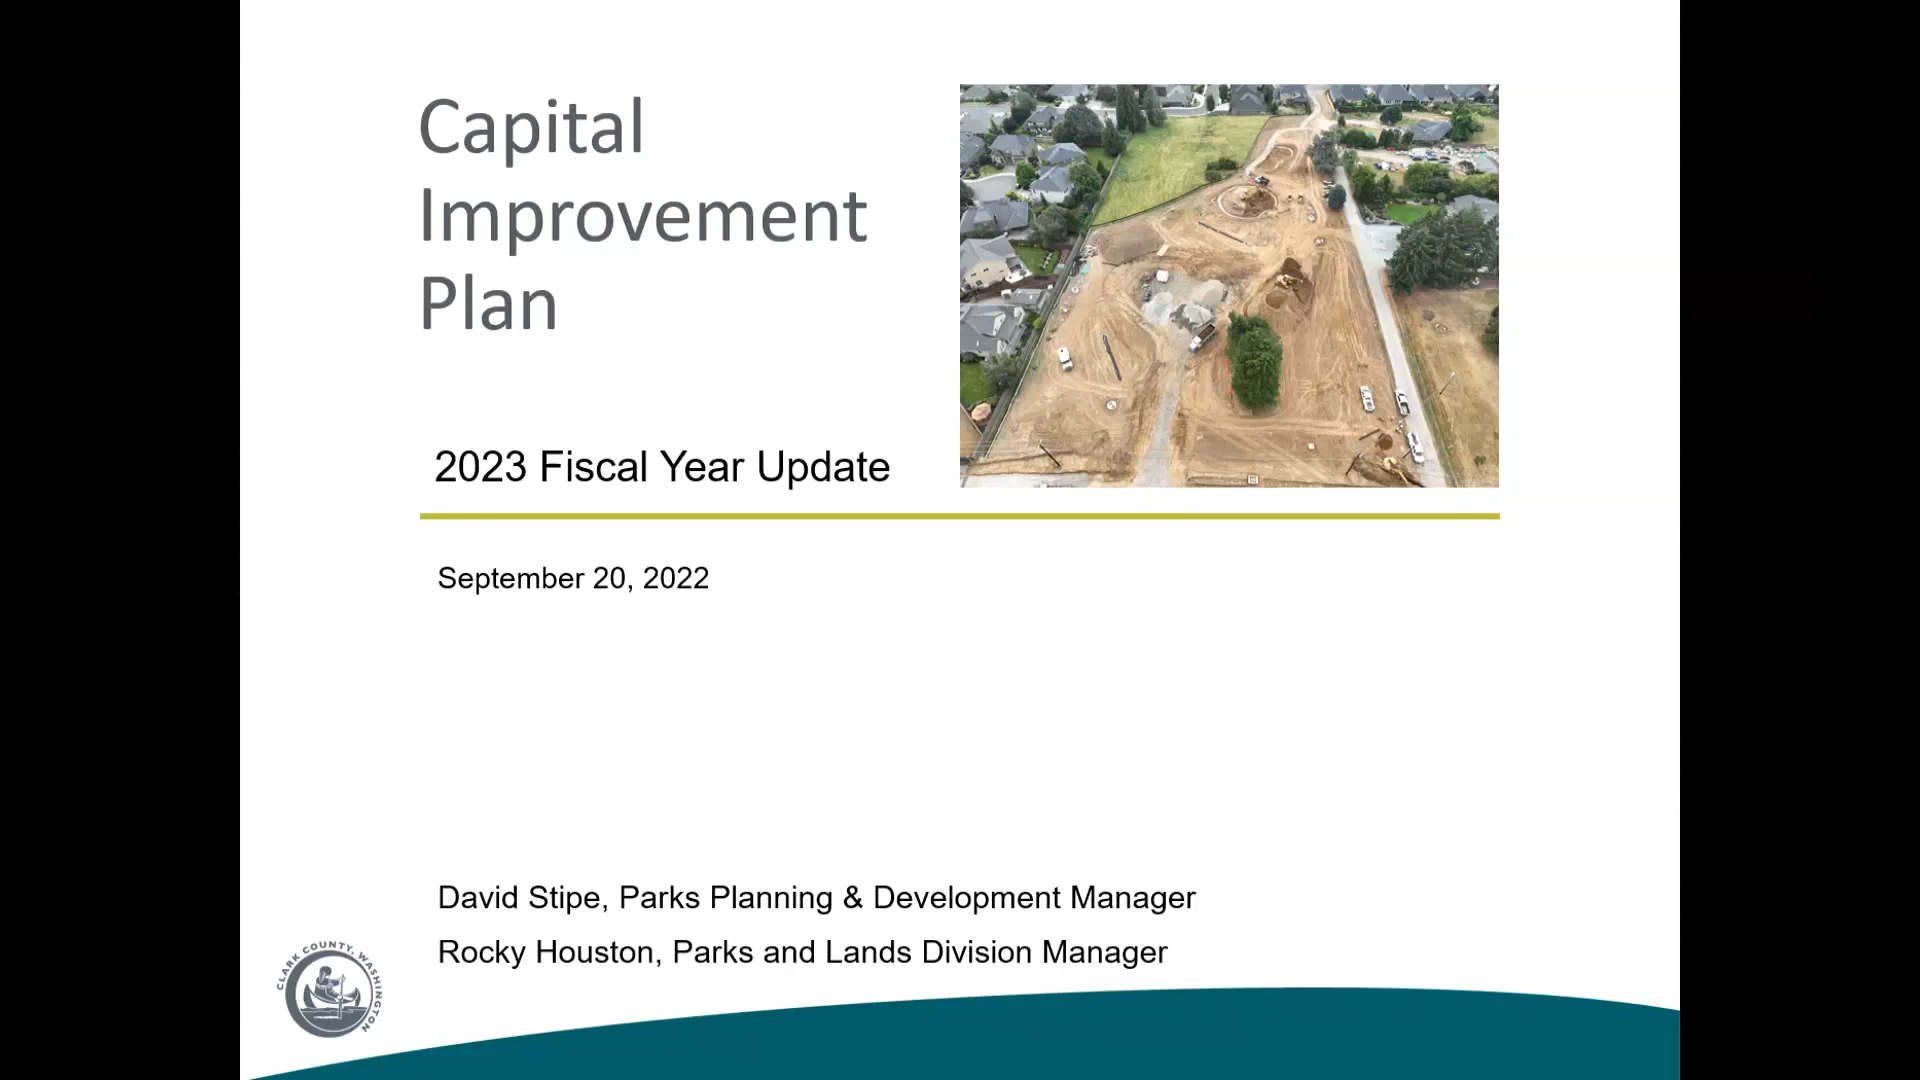 Capital
Improvement
Plan
2023 Fiscal Year Update
September 20, 2022
David Stipe, Parks Planning & Development Manager
Rocky Houston, Parks and Lands Division Manager
CLARK COUNTY, WASHINGTON